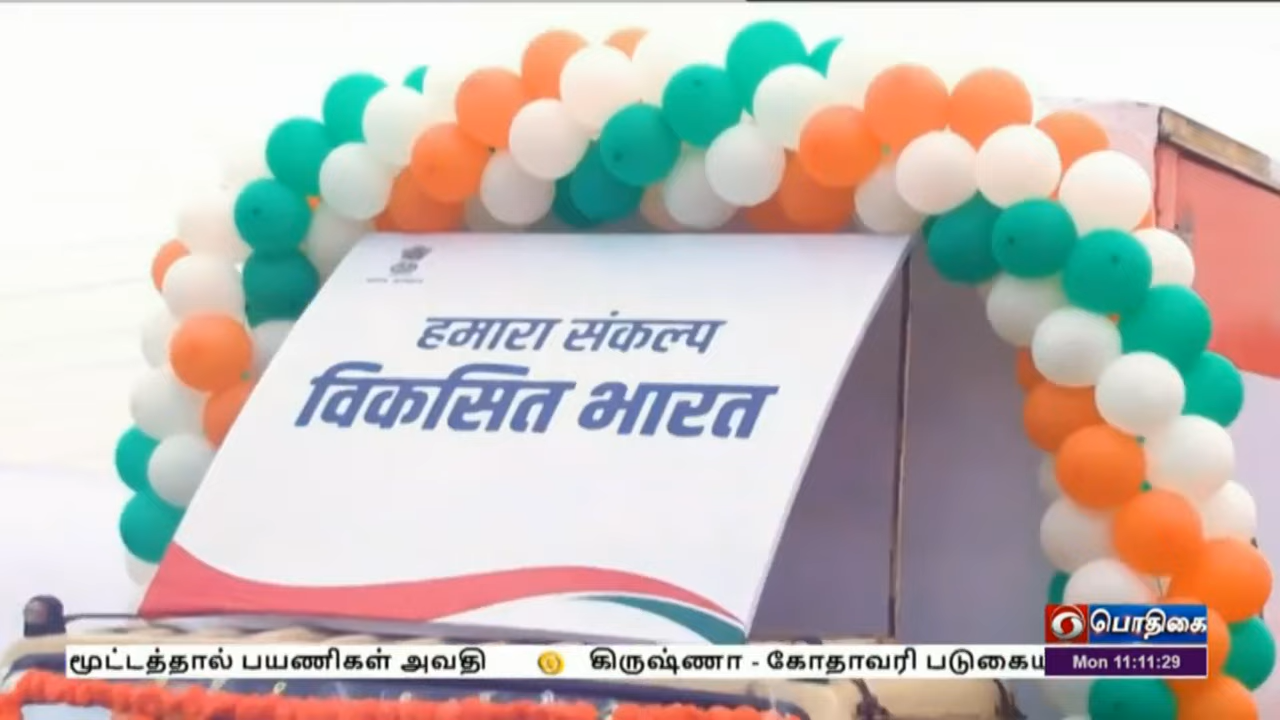 हमारा संकल्प
विकसित भारत
பொதிகை
மூட்டத்தால் பயணிகள் அவதி
கிருஷ்ணா - கோதாவரி படுகைய
Mon 11:11:29